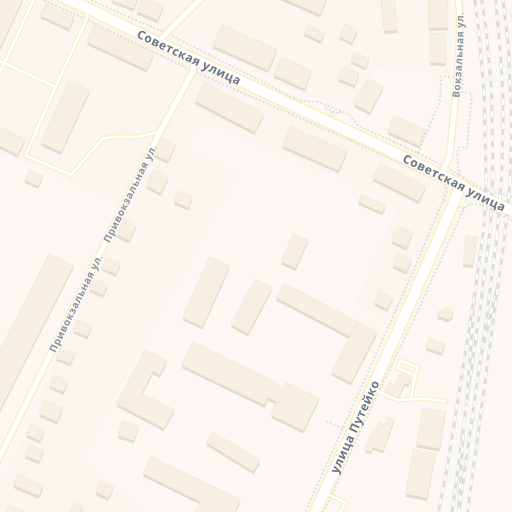 Советская улица
Вокзальная ул.
Советская улица
Привокзальная ул.
Привокзальная ул.
улица Путейко